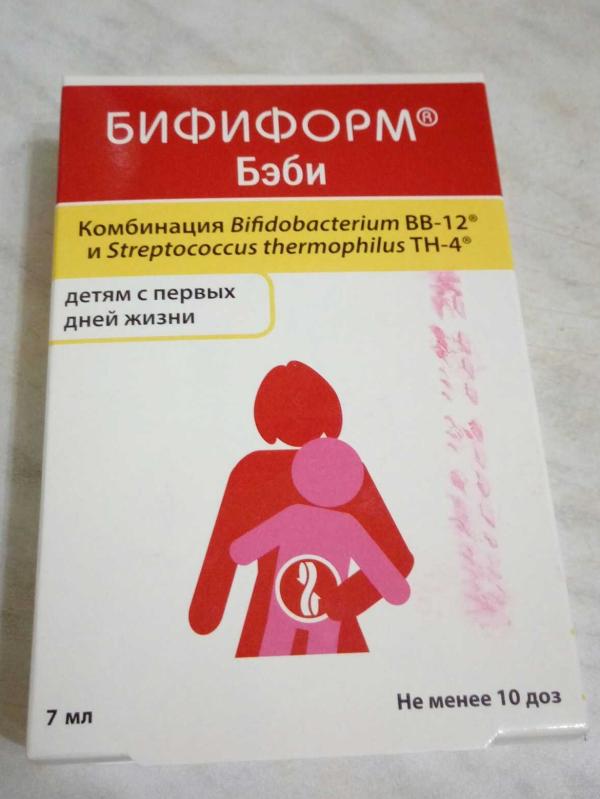 БИФИФОРМ®
Бэби
Комбинация Bifidobacterium BB-12®
и Streptococcus thermophilus TH-4®
детям с первых
дней жизни
7 мл
Не менее 10 доз